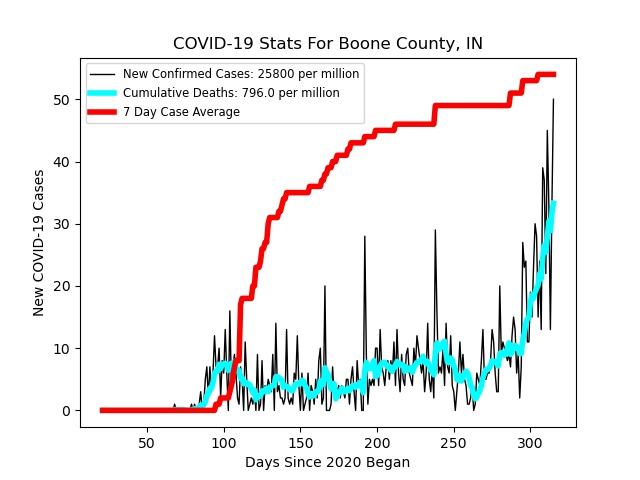 COVID-19 Stats For Boone County, IN
New Confirmed Cases: 25800 per million
Cumulative Deaths: 796.0 per million
7 Day Case Average
New COVID-19 Cases
50
40
30
20
10
0
50 100 150 200 250 300
Days Since 2020 Began